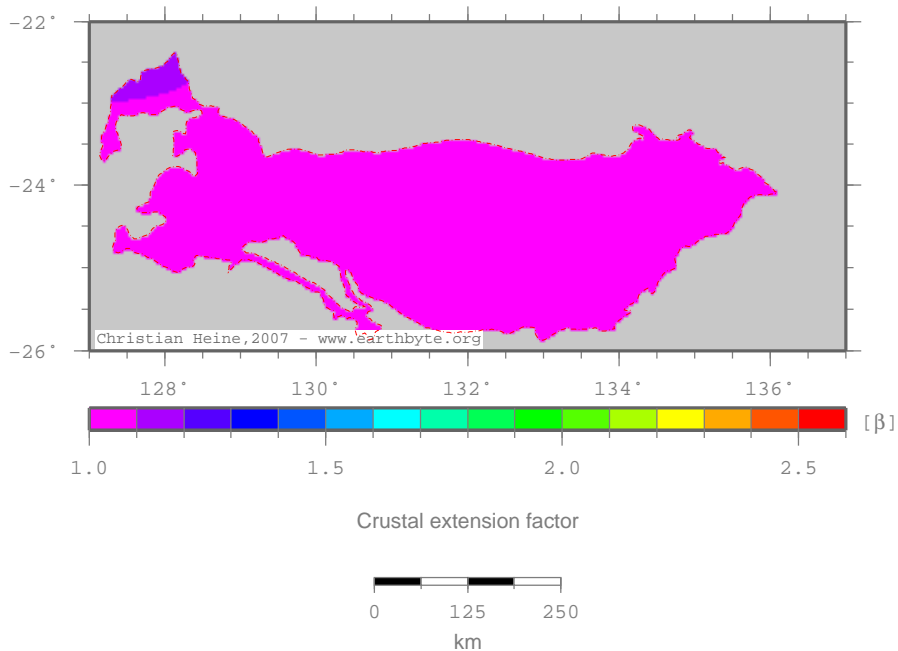 −22°
−24°
−26°
Christian Heine,2007 − www.earthbyte.org
128° 130° 132° 134° 136°
[β]
1.0 1.5 2.0 2.5
Crustal extension factor
0 125 250
km